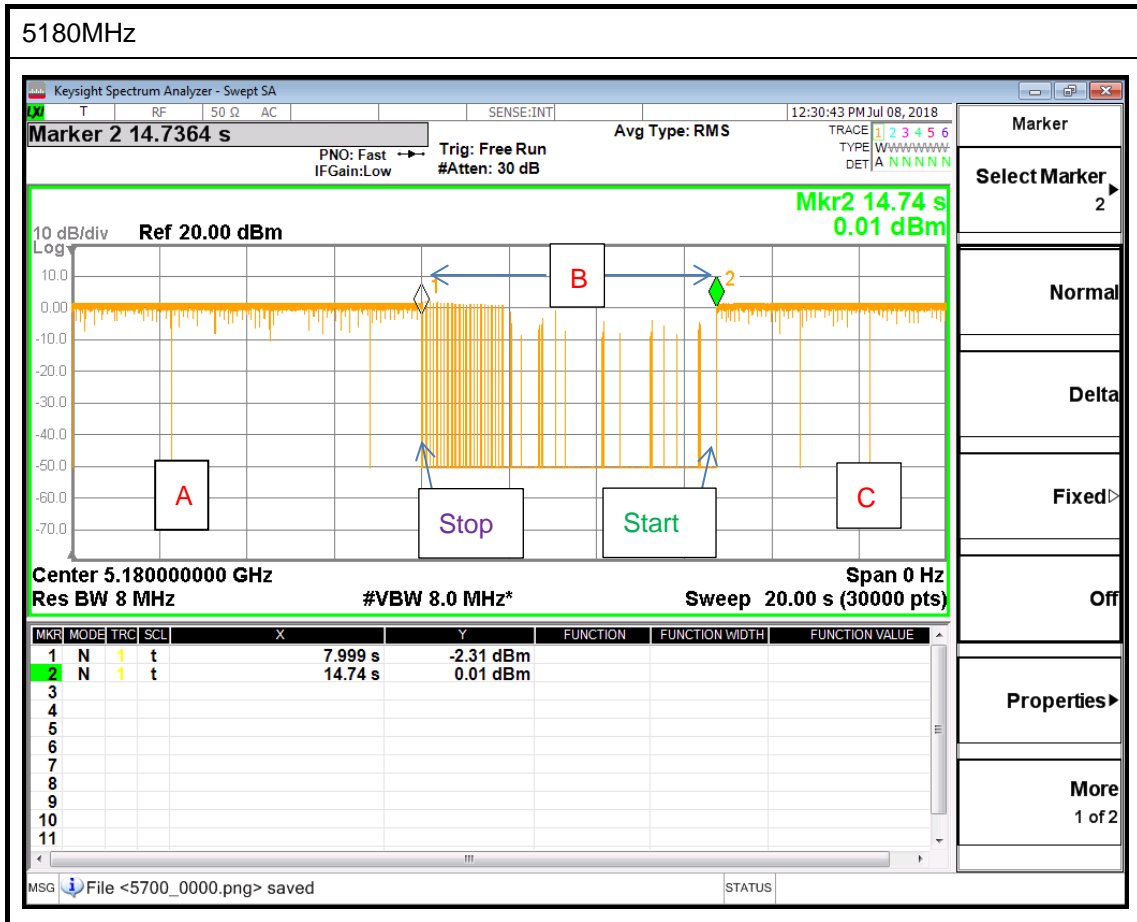 5180MHz
Keysight Spectrum Analyzer - Swept SA
LXI T RF 50 Ω AC SENSE:INT 12:30:43 PM Jul 08, 2018
Marker 2 14.7364 s
PNO: Fast
IFGain:Low
Trig: Free Run
#Atten: 30 dB
Avg Type: RMS
TRACE 1 2 3 4 5 6
TYPE WWWWWW
DET A N N N N N
Mkr2 14.74 s
0.01 dBm
10 dB/div Ref 20.00 dBm
Log
10.0
0.00
-10.0
-20.0
-30.0
-40.0
-50.0
-60.0
-70.0
1
B
2
A
Stop
Start
C
Center 5.180000000 GHz Span 0 Hz
Res BW 8 MHz #VBW 8.0 MHz* Sweep 20.00 s (30000 pts)
MKR MODE TRC SCL X Y FUNCTION FUNCTION WIDTH FUNCTION VALUE
1 N 1 t 7.999 s -2.31 dBm
2 N 1 t 14.74 s 0.01 dBm
3
4
5
6
7
8
9
10
11
MSG File <5700_0000.png> saved STATUS
Marker
Select Marker
2
Normal
Delta
Fixed
Off
Properties
More
1 of 2